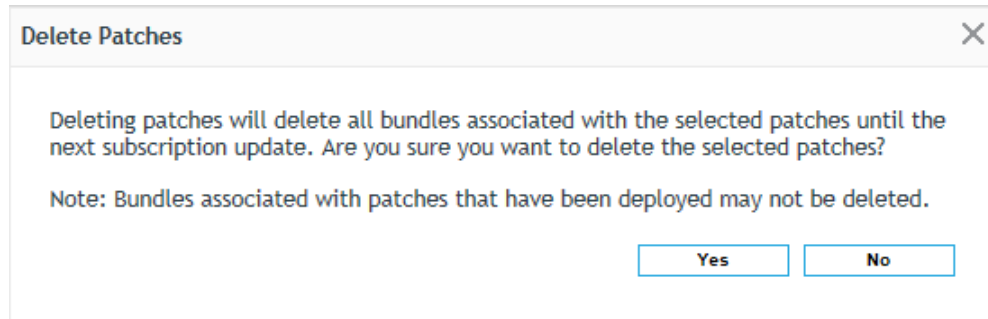 Delete Patches
Deleting patches will delete all bundles associated with the selected patches until the
next subscription update. Are you sure you want to delete the selected patches?
Note: Bundles associated with patches that have been deployed may not be deleted.
Yes No